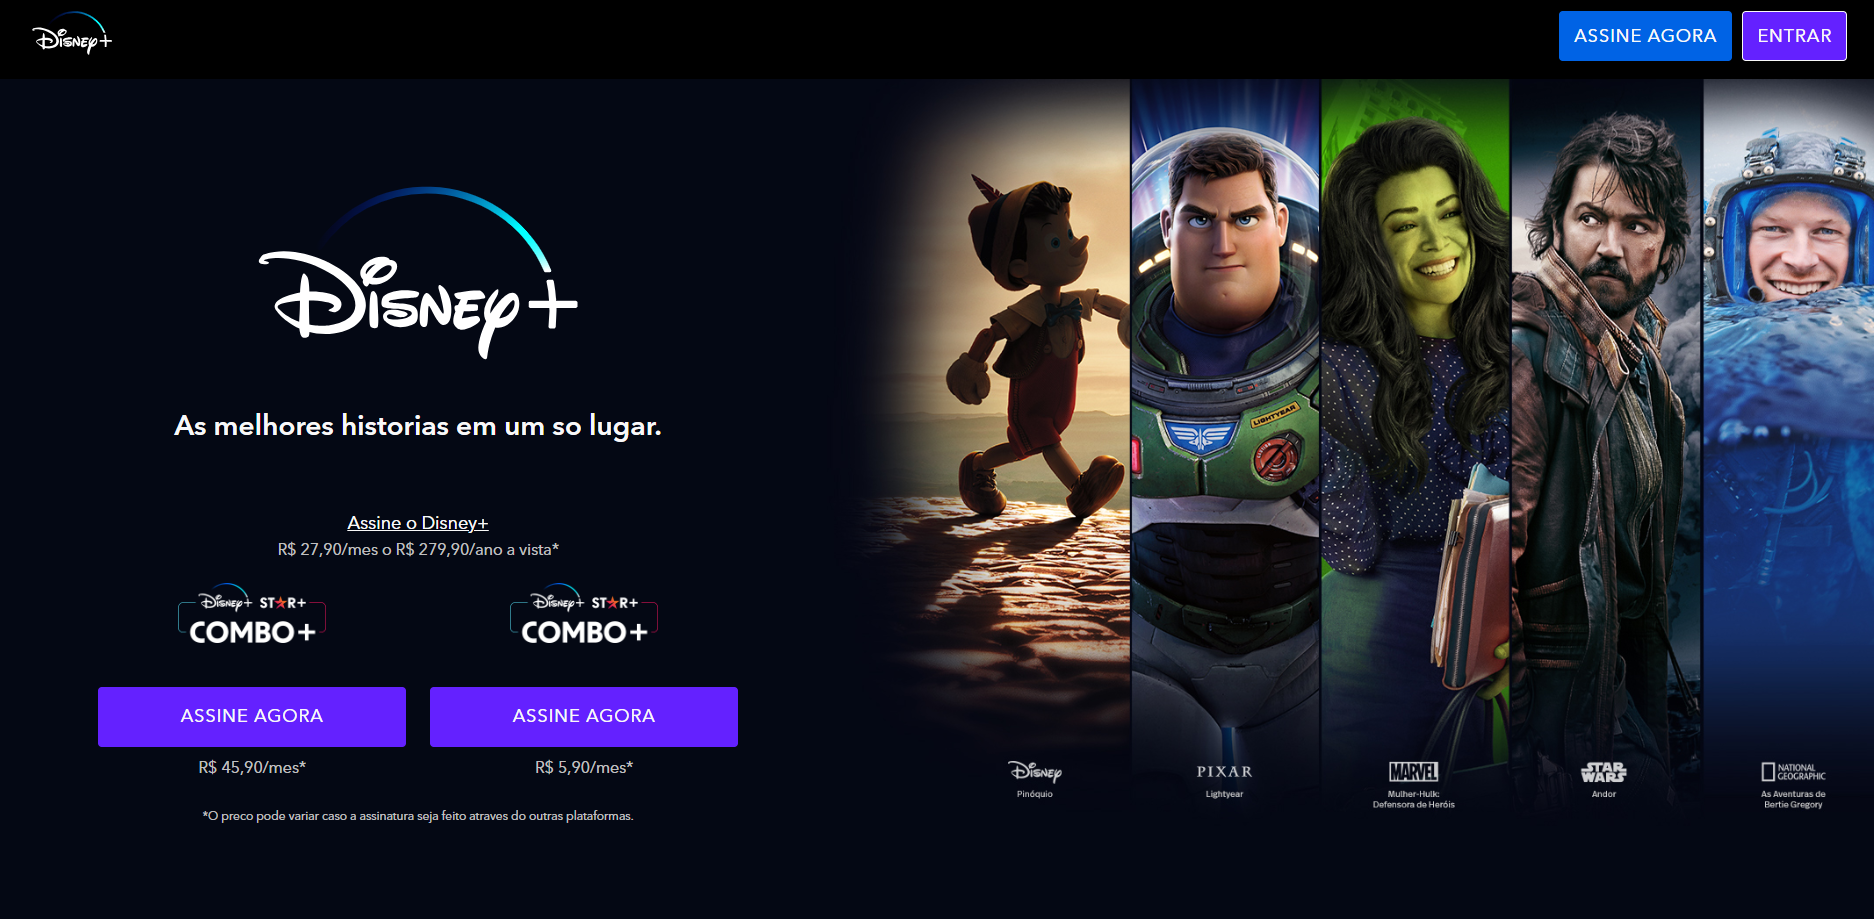 Disney+
ASSINE AGORA
ENTRAR
Disney+
As melhores historias em um so lugar.
Assine o Disney+
R$ 27,90/mes o R$ 279,90/ano a vista*
Disney+ STAR+
COMBO+
Disney+ STAR+
COMBO+
ASSINE AGORA
ASSINE AGORA
R$ 45,90/mes*
R$ 5,90/mes*
*O preco pode variar caso a assinatura seja feito atraves do outras plataformas.
LIGHTYEAR
Disney
Pinóquio
PIXAR
Lightyear
MARVEL
Mulher-Hulk:
Defensora de Heróis
STAR
WARS
Andor
NATIONAL
GEOGRAPHIC
As Aventuras de
Bertie Gregory